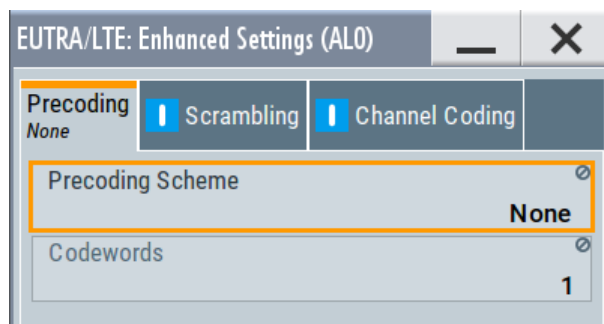 EUTRA/LTE: Enhanced Settings (AL0)
Precoding
None
Scrambling
Channel Coding
Precoding Scheme
None
Codewords
1